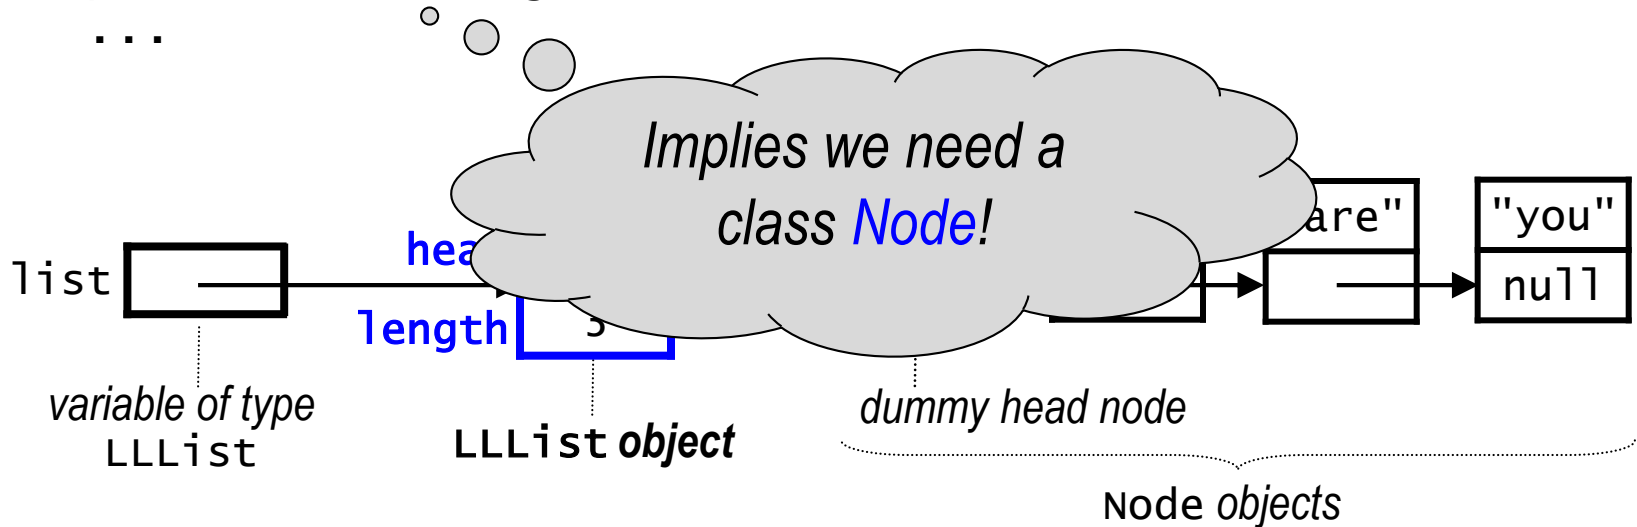 ...
Implies we need a
class Node!
are" "you"
list
null
length 3
variable of type
LLList
LLList object
dummy head node
Node objects